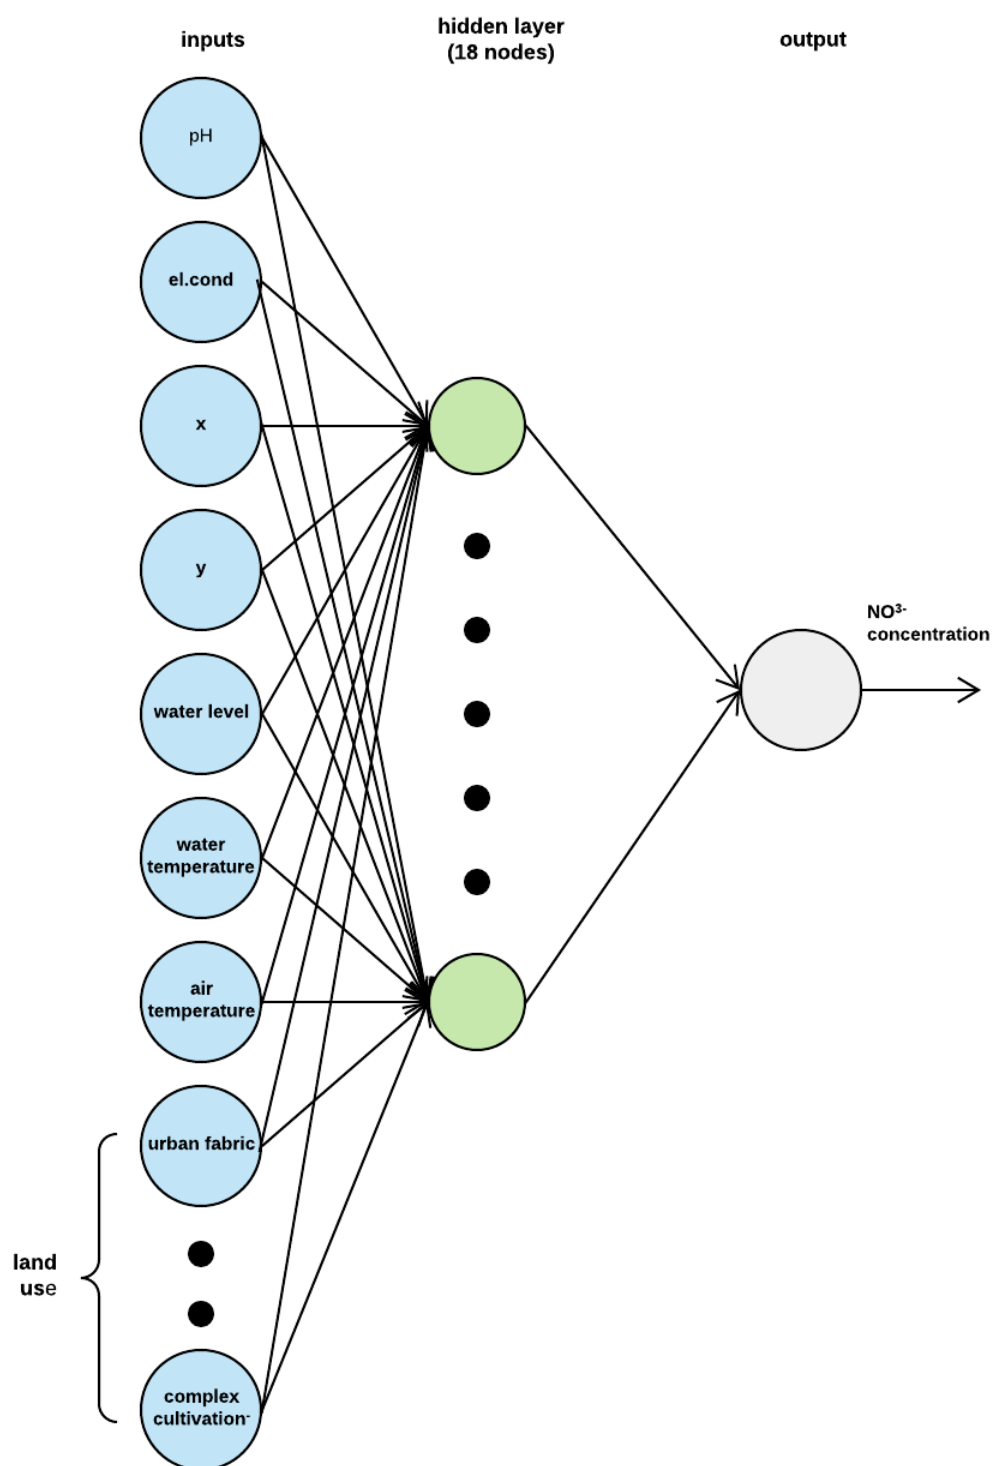 inputs
hidden layer
(18 nodes)
output
pH
el.cond
x
y
water level
water
temperature
air
temperature
urban fabric
complex
cultivation-
land
use
NO³⁻
concentration